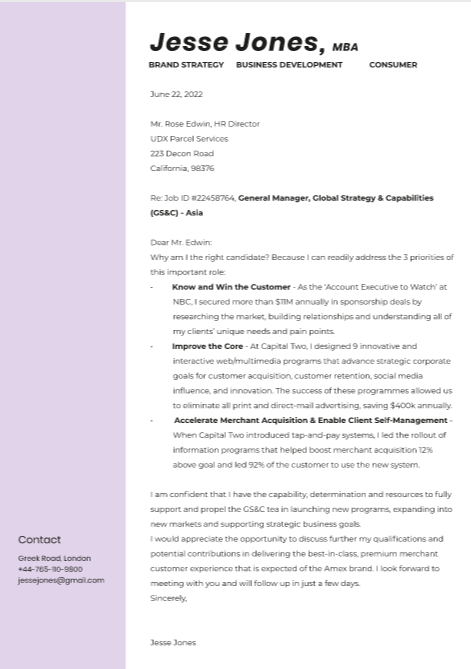 Jesse Jones, MBA
BRAND STRATEGY BUSINESS DEVELOPMENT CONSUMER
June 22, 2022
Mr. Rose Edwin, HR Director
UDX Parcel Services
223 Decon Road
California, 98376
Re: Job ID #22458764, General Manager, Global Strategy & Capabilities
(GS&C) - Asia
Dear Mr. Edwin:
Why am I the right candidate? Because I can readily address the 3 priorities of
this important role:
- Know and Win the Customer - As the 'Account Executive to Watch' at
NBC, I secured more than $11M annually in sponsorship deals by
researching the market, building relationships and understanding all of
my clients' unique needs and pain points.
- Improve the Core - At Capital Two, I designed 9 innovative and
interactive web/multimedia programs that advance strategic corporate
goals for customer acquisition, customer retention, social media
influence, and innovation. The success of these programmes allowed us
to eliminate all print and direct-mail advertising, saving $400k annually.
- Accelerate Merchant Acquisition & Enable Client Self-Management -
When Capital Two introduced tap-and-pay systems, I led the rollout of
information programs that helped boost merchant acquisition 12%
above goal and led 92% of the customer to use the new system.
I am confident that I have the capability, determination and resources to fully
support and propel the GS&C tea in launching new programs, expanding into
new markets and supporting strategic business goals.
I would appreciate the opportunity to discuss further my qualifications and
potential contributions in delivering the best-in-class, premium merchant
customer experience that is expected of the Amex brand. I look forward to
meeting with you and will follow up in just a few days.
Sincerely,
Jesse Jones
Contact
Greek Road, London
+44-765-110-9800
jessejones@gmail.com